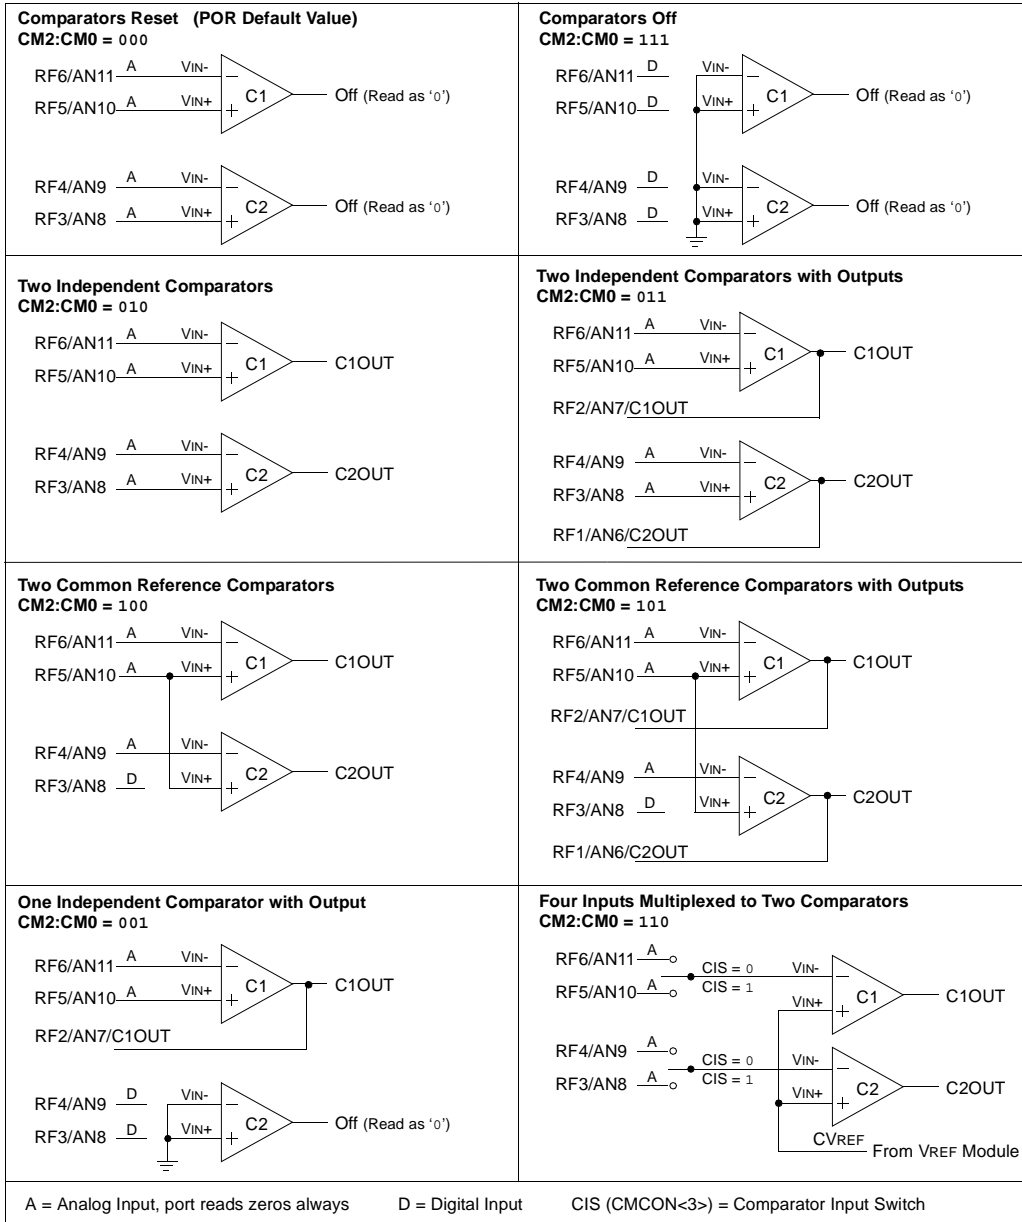 Comparators Reset (POR Default Value)
CM2:CM0 = 000
RF6/AN11 A VIN-
RF5/AN10 A VIN+
C1
Off (Read as ‘0’)
RF4/AN9 A VIN-
RF3/AN8 A VIN+
C2
Off (Read as ‘0’)
Comparators Off
CM2:CM0 = 111
RF6/AN11 D VIN-
RF5/AN10 D VIN+
C1
Off (Read as ‘0’)
RF4/AN9 D VIN-
RF3/AN8 D VIN+
C2
Off (Read as ‘0’)
Two Independent Comparators
CM2:CM0 = 010
RF6/AN11 A VIN-
RF5/AN10 A VIN+
C1
C1OUT
RF4/AN9 A VIN-
RF3/AN8 A VIN+
C2
C2OUT
Two Independent Comparators with Outputs
CM2:CM0 = 011
RF6/AN11 A VIN-
RF5/AN10 A VIN+
C1
C1OUT
RF2/AN7/C1OUT
RF4/AN9 A VIN-
RF3/AN8 A VIN+
C2
C2OUT
RF1/AN6/C2OUT
Two Common Reference Comparators
CM2:CM0 = 100
RF6/AN11 A VIN-
RF5/AN10 A VIN+
C1
C1OUT
RF4/AN9 A VIN-
RF3/AN8 D VIN+
C2
C2OUT
Two Common Reference Comparators with Outputs
CM2:CM0 = 101
RF6/AN11 A VIN-
RF5/AN10 A VIN+
C1
C1OUT
RF2/AN7/C1OUT
RF4/AN9 A VIN-
RF3/AN8 D VIN+
C2
C2OUT
RF1/AN6/C2OUT
One Independent Comparator with Output
CM2:CM0 = 001
RF6/AN11 A VIN-
RF5/AN10 A VIN+
C1
C1OUT
RF2/AN7/C1OUT
RF4/AN9 D VIN-
RF3/AN8 D VIN+
C2
Off (Read as ‘0’)
Four Inputs Multiplexed to Two Comparators
CM2:CM0 = 110
RF6/AN11 A
CIS = 0 VIN-
RF5/AN10 A
CIS = 1
VIN+
C1
C1OUT
RF4/AN9 A
CIS = 0 VIN-
RF3/AN8 A
CIS = 1
VIN+
C2
C2OUT
CVREF
From VREF Module
A = Analog Input, port reads zeros always D = Digital Input CIS (CMCON<3>) = Comparator Input Switch